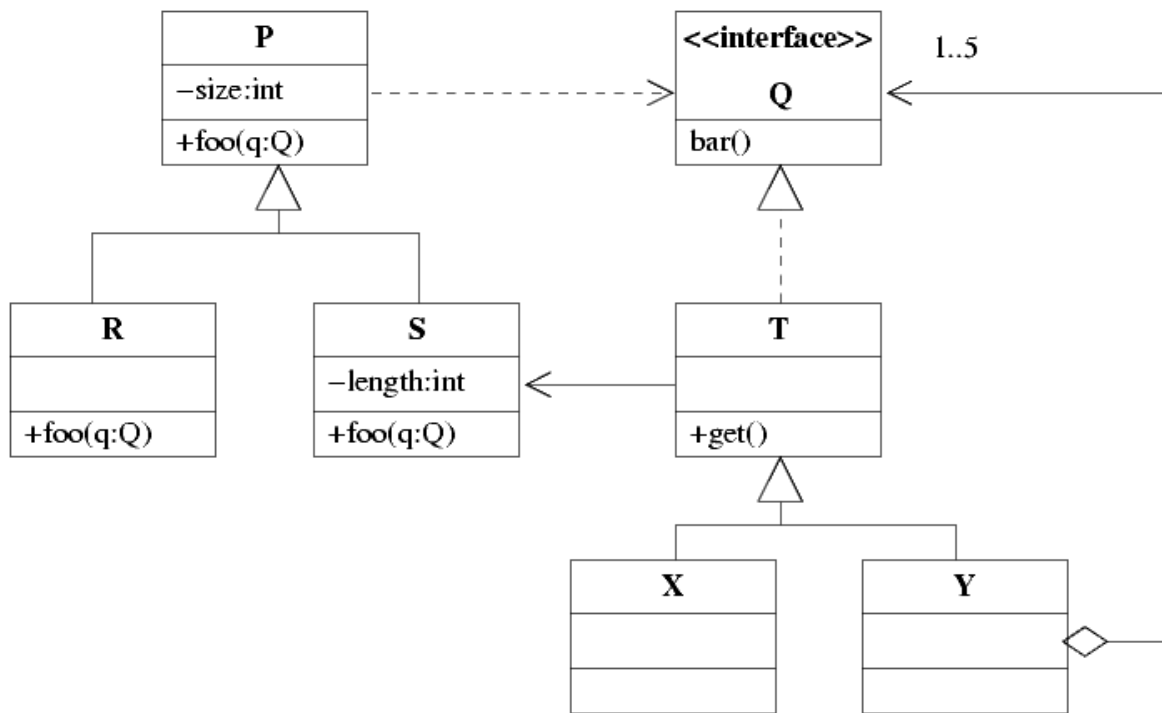 P
−size:int
+foo(q:Q)
<<interface>>
Q
bar()
1..5
R
+foo(q:Q)
S
−length:int
+foo(q:Q)
T
+get()
X
Y